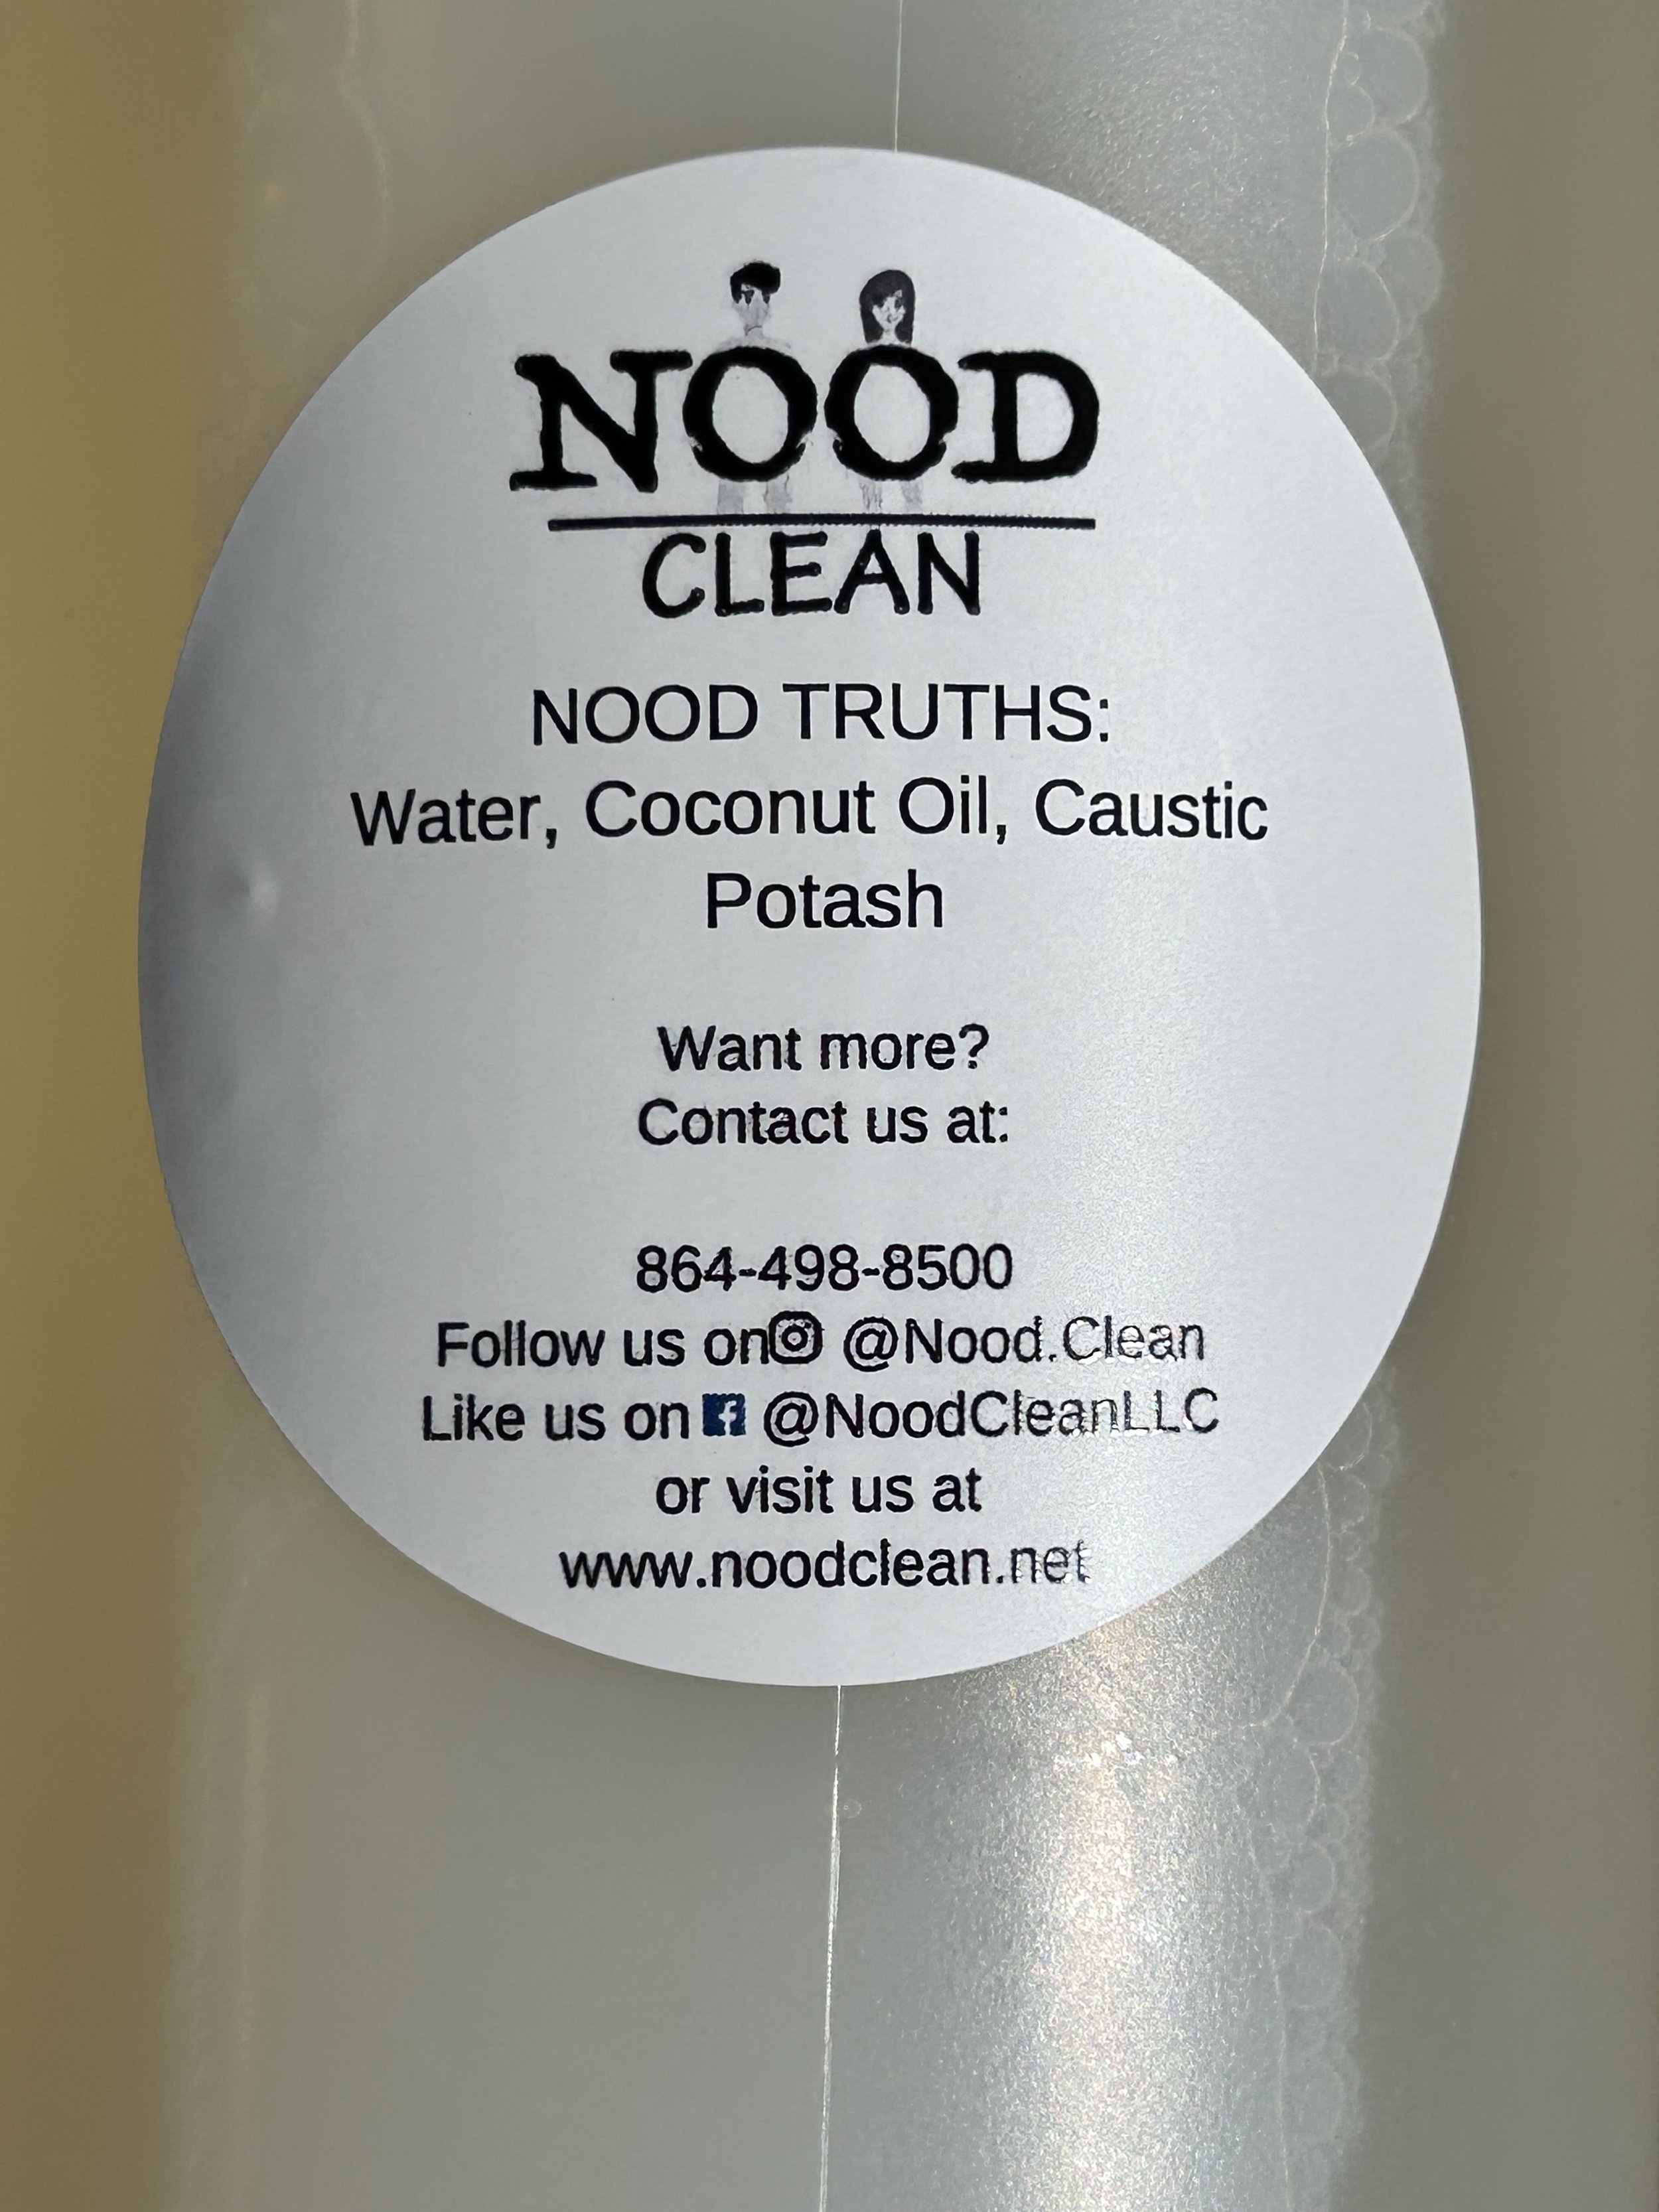 NOOD
CLEAN
NOOD TRUTHS:
Water, Coconut Oil, Caustic
Potash
Want more?
Contact us at:
864-498-8500
Follow us on @Nood.Clean
Like us on @NoodCleanLLC
or visit us at
www.noodclean.net